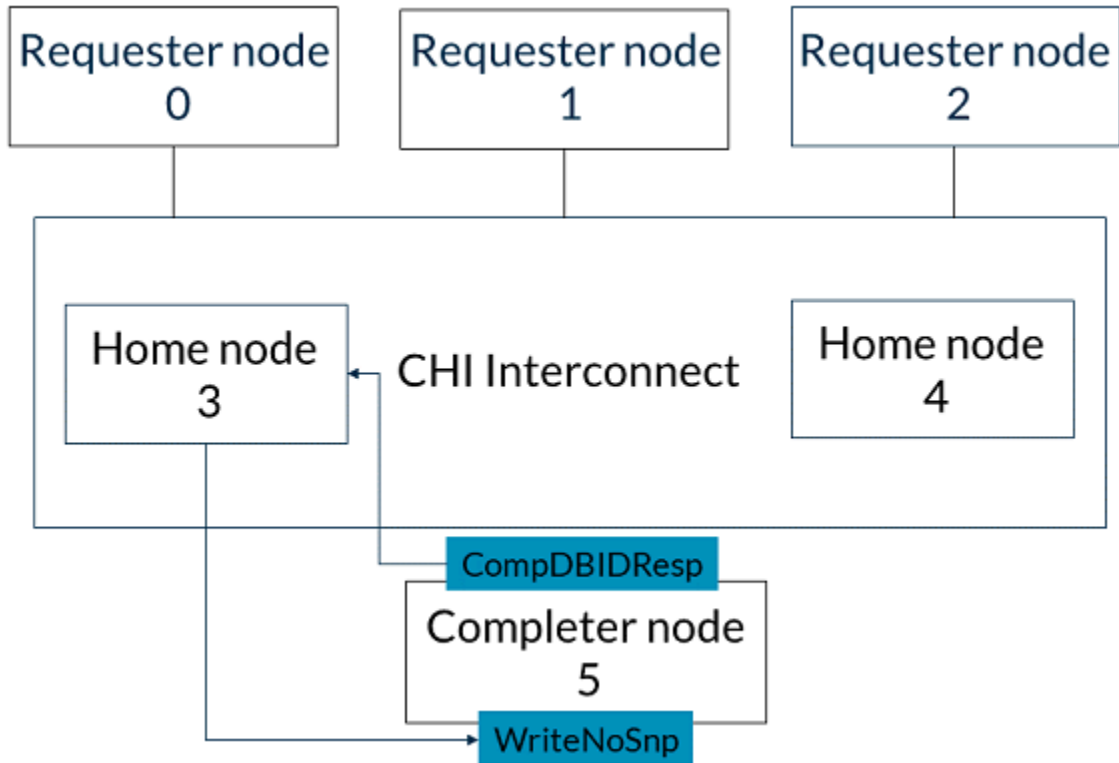 Requester node
0
Requester node
1
Requester node
2
Home node
3
CHI Interconnect
Home node
4
CompDBIDResp
Completer node
5
WriteNoSnp